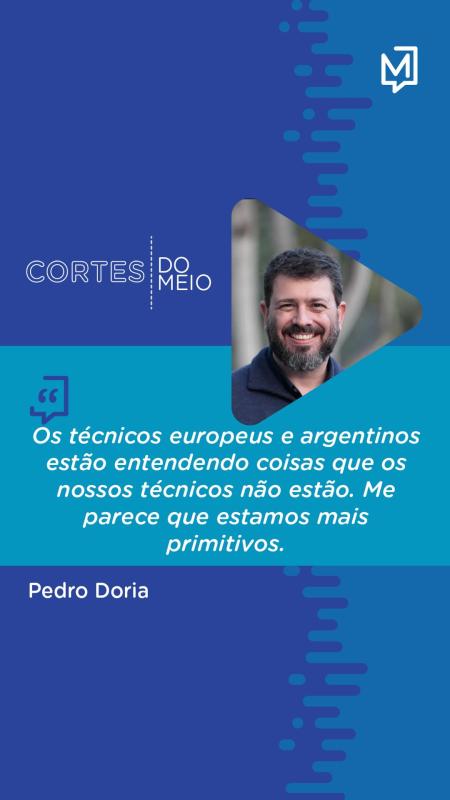 M
CORTES DO
MEIO
“
Os técnicos europeus e argentinos
estão entendendo coisas que os
nossos técnicos não estão. Me
parece que estamos mais
primitivos.
Pedro Doria